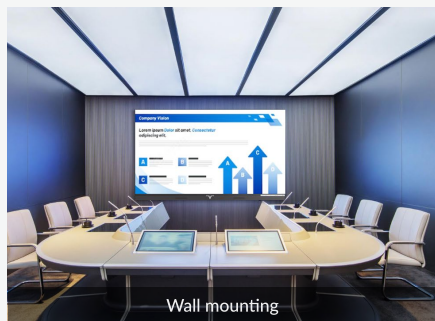 Company Vision
Lorem ipsum Dolor sit amet, Consectetur
adipiscing elit.
A
B
C
A
C
Wall mounting